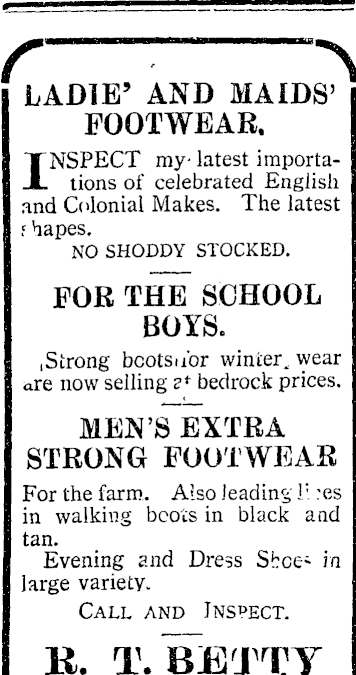 LADIE' AND MAIDS'
FOOTWEAR.
INSPECT my latest importa-
tions of celebrated English
and Colonial Makes. The latest
shapes.
NO SHODDY STOCKED.
FOR THE SCHOOL
BOYS.
Strong boots for winter wear
are now selling at bedrock prices.
MEN'S EXTRA
STRONG FOOTWEAR
For the farm. Also leading lines
in walking boots in black and
tan.
Evening and Dress Shoes in
large variety.
CALL AND INSPECT.
R. T. BETTY